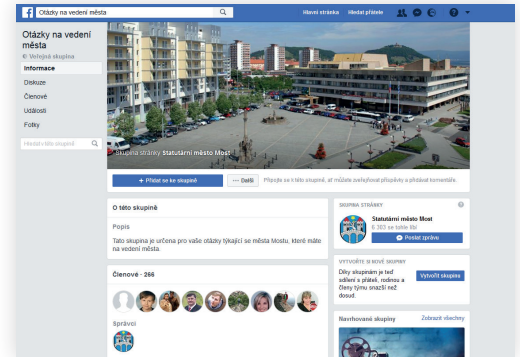 Otázky na vedení města
Hlavní stránka
Hledat přátele
Otázky na vedení
města
Veřejná skupina
Informace
Diskuze
Členové
Události
Fotky
Hledat v této skupině
Skupina stránky Statutární město Most
+ Přidat se ke skupině
··· Další
Připojte se k této skupině, ať můžete zveřejňovat příspěvky a přidávat komentáře.
O této skupině
Popis
Tato skupina je určena pro vaše otázky týkající se města Mostu, které máte
na vedení města.
Členové · 266
Správci
SKUPINA STRÁNKY
Statutární město Most
6 303 se tohle líbí
Poslat zprávu
VYTVOŘTE SI NOVÉ SKUPINY
Díky skupinám je teď
sdílení s přáteli, rodinou a
členy týmu snazší než
dosud.
Vytvořit skupinu
Navrhované skupiny
Zobrazit všechny